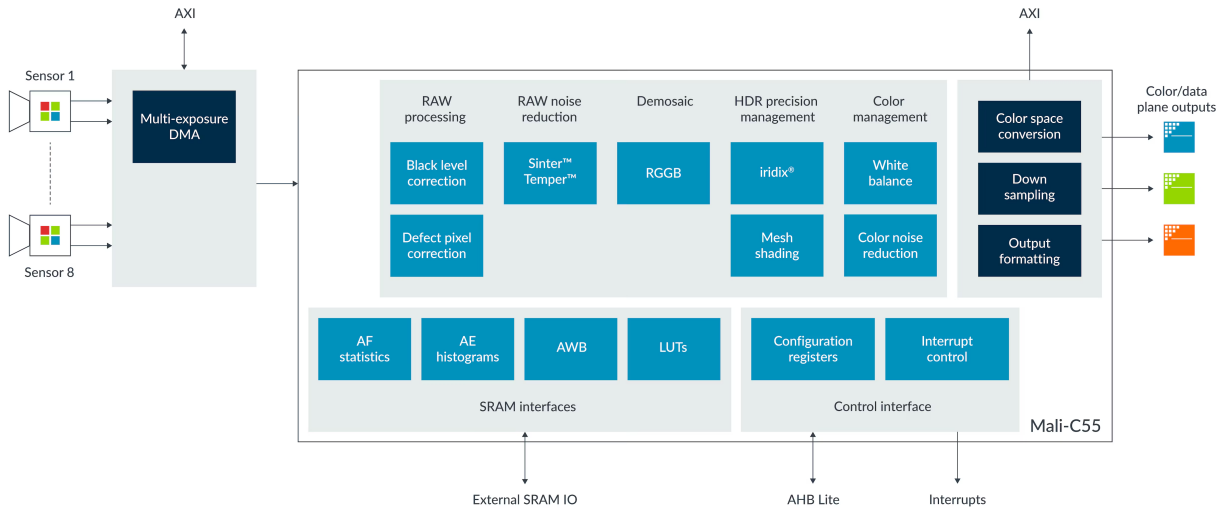 AXI
AXI
Sensor 1
Sensor 8
Multi-exposure
DMA
RAW
processing
Black level
correction
Defect pixel
correction
RAW noise
reduction
Sinter™
Temper™
Demosaic
RGGB
HDR precision
management
iridix®
Mesh
shading
Color
management
White
balance
Color noise
reduction
Color space
conversion
Down
sampling
Output
formatting
Color/data
plane outputs
AF
statistics
AE
histograms
AWB
LUTs
SRAM interfaces
Configuration
registers
Interrupt
control
Control interface
Mali-C55
External SRAM IO
AHB Lite
Interrupts